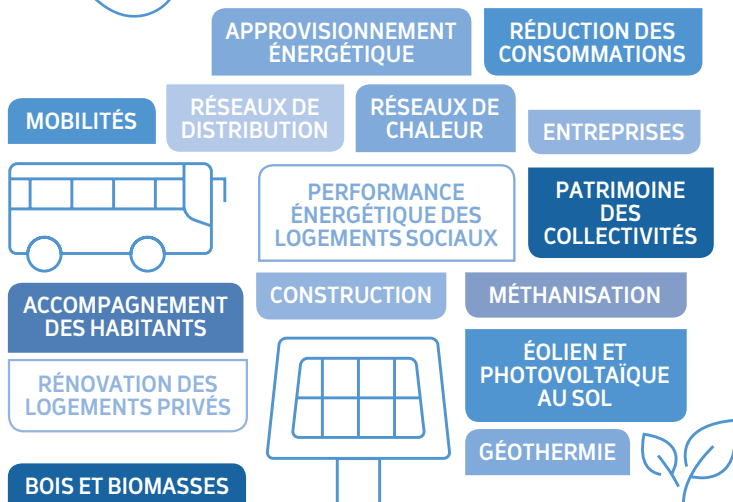 APPROVISIONNEMENT
ÉNERGÉTIQUE
RÉDUCTION DES
CONSOMMATIONS
MOBILITÉS
RÉSEAUX DE
DISTRIBUTION
RÉSEAUX DE
CHALEUR
ENTREPRISES
PERFORMANCE
ÉNERGÉTIQUE DES
LOGEMENTS SOCIAUX
PATRIMOINE
DES
COLLECTIVITÉS
ACCOMPAGNEMENT
DES HABITANTS
CONSTRUCTION
MÉTHANISATION
RÉNOVATION DES
LOGEMENTS PRIVÉS
ÉOLIEN ET
PHOTOVOLTAÏQUE
AU SOL
GÉOTHERMIE
BOIS ET BIOMASSES